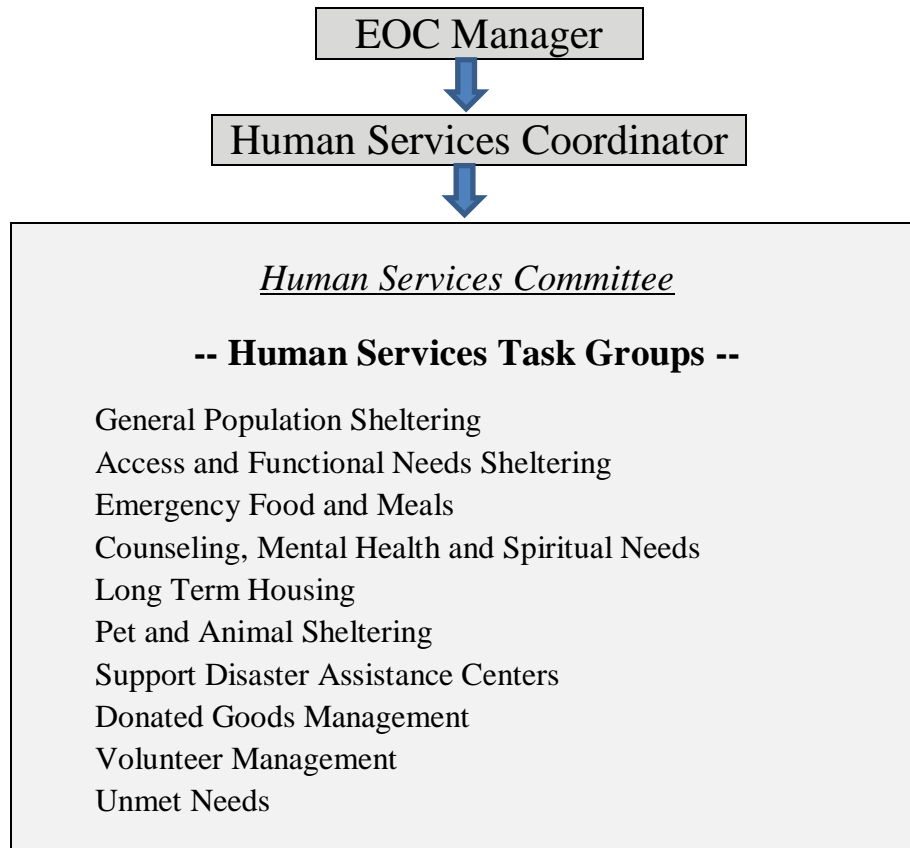 EOC Manager
Human Services Coordinator
Human Services Committee
-- Human Services Task Groups --
General Population Sheltering
Access and Functional Needs Sheltering
Emergency Food and Meals
Counseling, Mental Health and Spiritual Needs
Long Term Housing
Pet and Animal Sheltering
Support Disaster Assistance Centers
Donated Goods Management
Volunteer Management
Unmet Needs